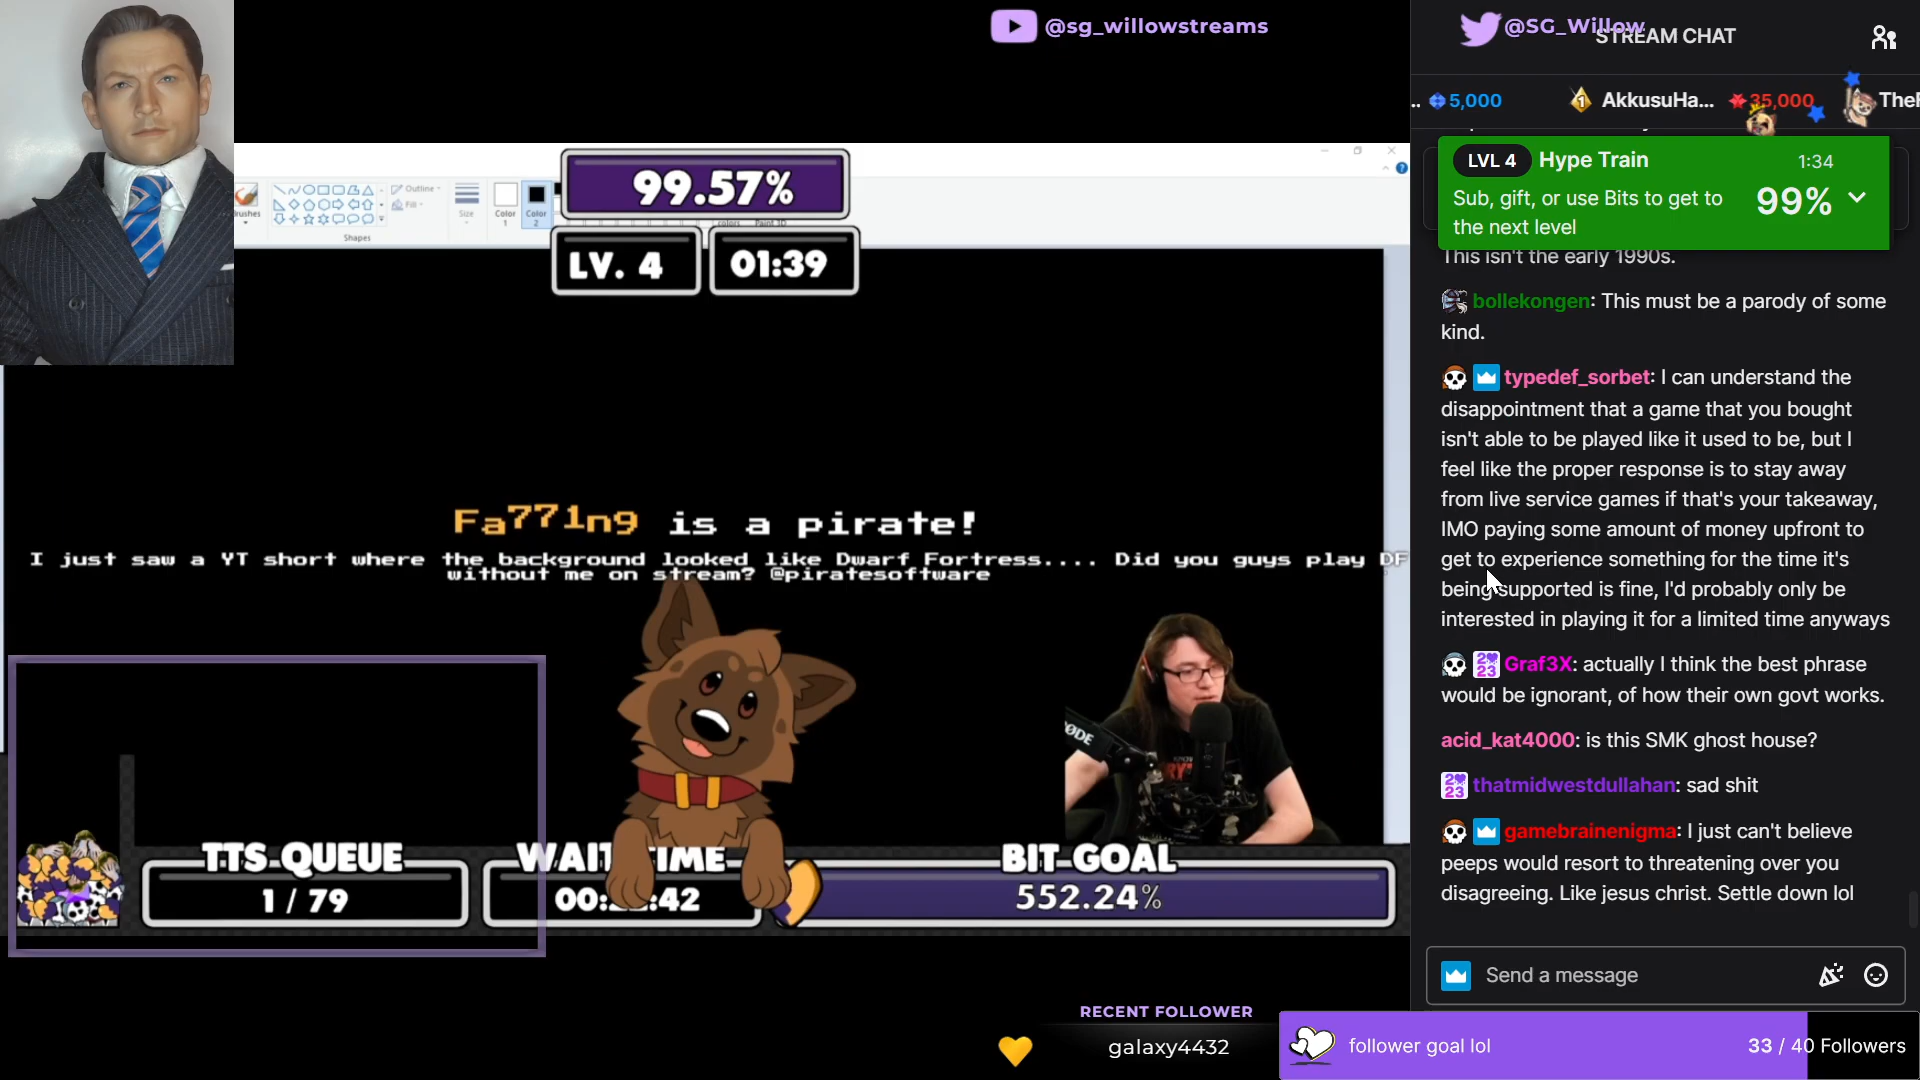 @sg_willowstreams
@SG_Willow
STREAM CHAT
.. 5,000
1 AkkusuHa... 35,000
LVL 4 Hype Train 1:34
Sub, gift, or use Bits to get to
the next level
99%
This isn't the early 1990s.
bollekongen: This must be a parody of some
kind.
typedef_sorbet: I can understand the
disappointment that a game that you bought
isn't able to be played like it used to be, but I
feel like the proper response is to stay away
from live service games if that's your takeaway,
IMO paying some amount of money upfront to
get to experience something for the time it's
being supported is fine, I'd probably only be
interested in playing it for a limited time anyways
Graf3X: actually I think the best phrase
would be ignorant, of how their own govt works.
acid_kat4000: is this SMK ghost house?
thatmidwestdullahan: sad shit
gamebrainenigma: I just can't believe
peeps would resort to threatening over you
disagreeing. Like jesus christ. Settle down lol
Send a message
99.57%
LV. 4
01:39
Outline
Fill
Shapes
Size
Color
1
Color
2
Fa771n9 is a pirate!
I just saw a YT short where the background looked like Dwarf Fortress.... Did you guys play DF
without me on stream? @piratesoftware
TTS QUEUE
1 / 79
BIT GOAL
552.24%
RECENT FOLLOWER
galaxy4432
follower goal lol
33 / 40 Followers